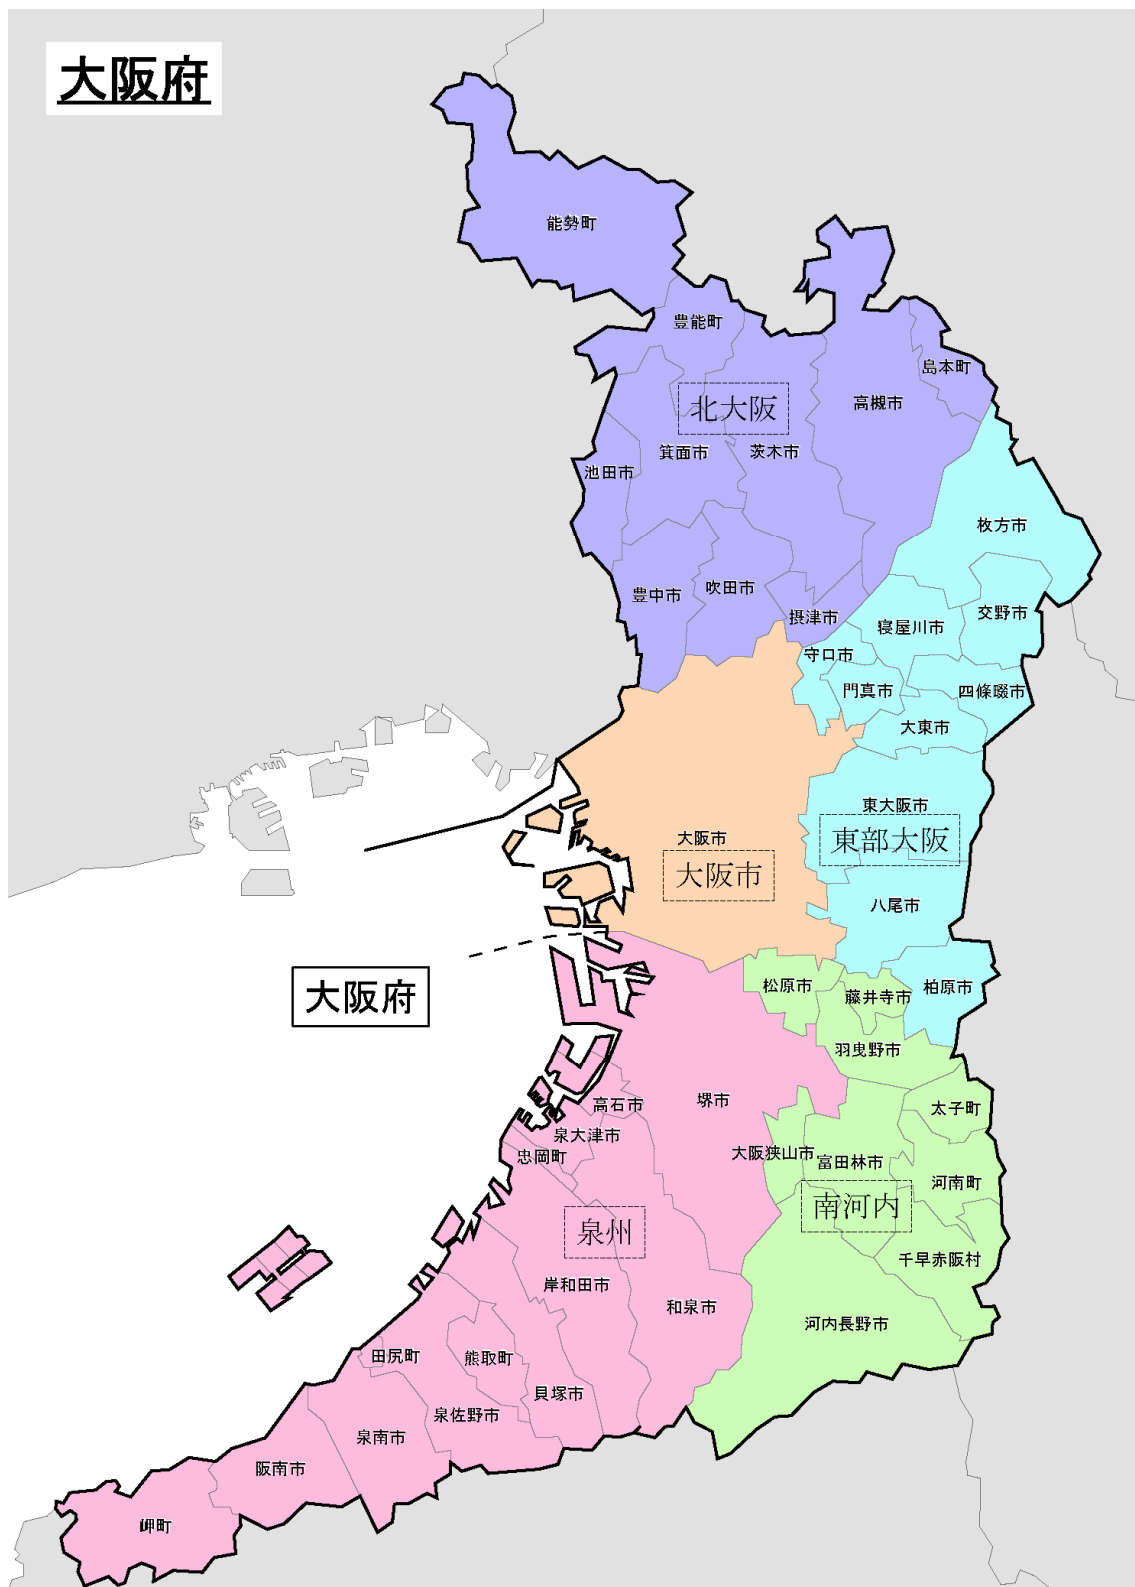 大阪府
能勢町
豊能町
島本町
高槻市
北大阪
箕面市
茨木市
池田市
枚方市
吹田市
豊中市
摂津市
交野市
寝屋川市
守口市
門真市
四條畷市
大東市
東大阪市
大阪市
東部大阪
大阪市
八尾市
松原市
柏原市
大阪府
藤井寺市
羽曳野市
堺市
高石市
太子町
泉大津市
忠岡町
大阪狭山市
富田林市
河南町
南河内
泉州
千早赤阪村
岸和田市
和泉市
河内長野市
田尻町
熊取町
貝塚市
泉佐野市
泉南市
阪南市
岬町